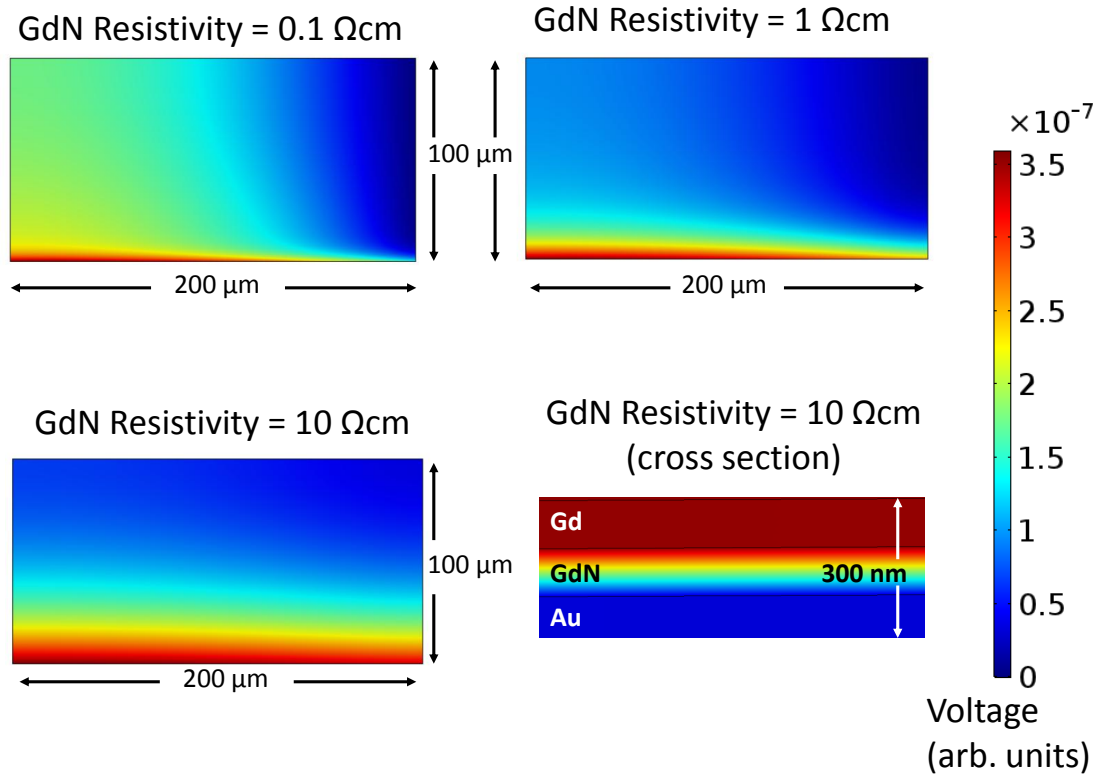 GdN Resistivity = 0.1 Ωcm
GdN Resistivity = 1 Ωcm
100 µm
200 µm
200 µm
GdN Resistivity = 10 Ωcm
100 µm
200 µm
GdN Resistivity = 10 Ωcm
(cross section)
Gd
GdN
300 nm
Au
×10⁻⁷
3.5
3
2.5
2
1.5
1
0.5
0
Voltage
(arb. units)